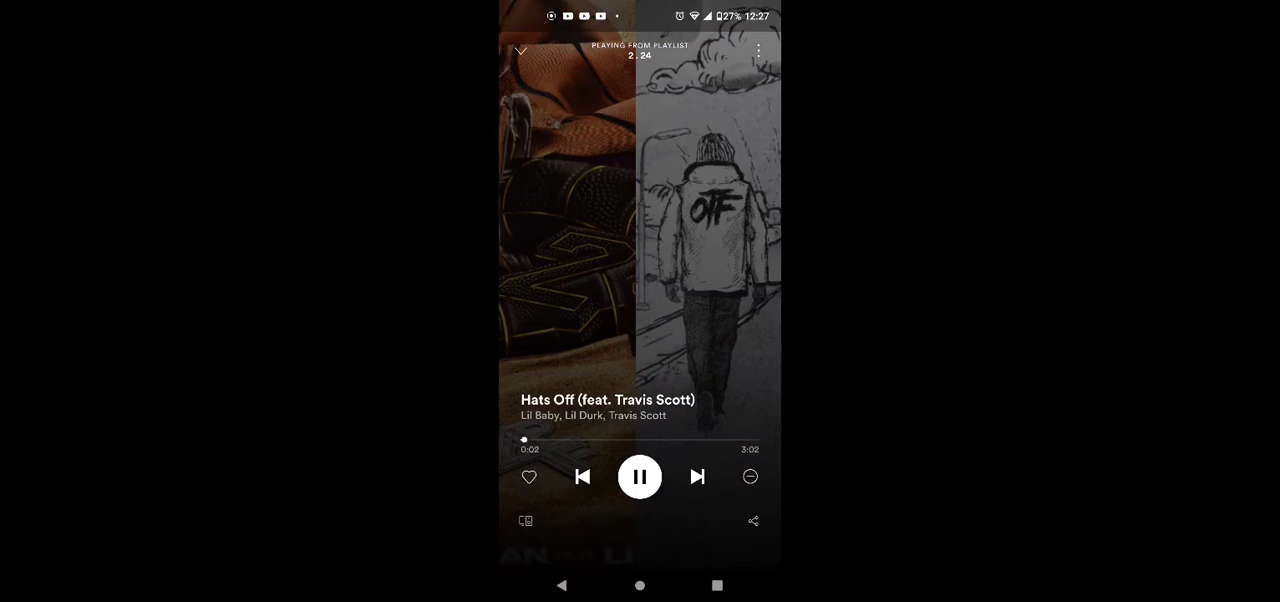 27% 12:27
PLAYING FROM PLAYLIST
2 . 24
OTF
Hats Off (feat. Travis Scott)
Lil Baby, Lil Durk, Travis Scott
0:02
3:02